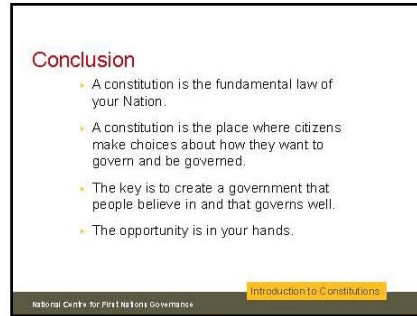 Conclusion
A constitution is the fundamental law of
your Nation.
A constitution is the place where citizens
make choices about how they want to
govern and be governed.
The key is to create a government that
people believe in and that governs well.
The opportunity is in your hands.
Introduction to Constitutions
National Centre for First Nations Governance